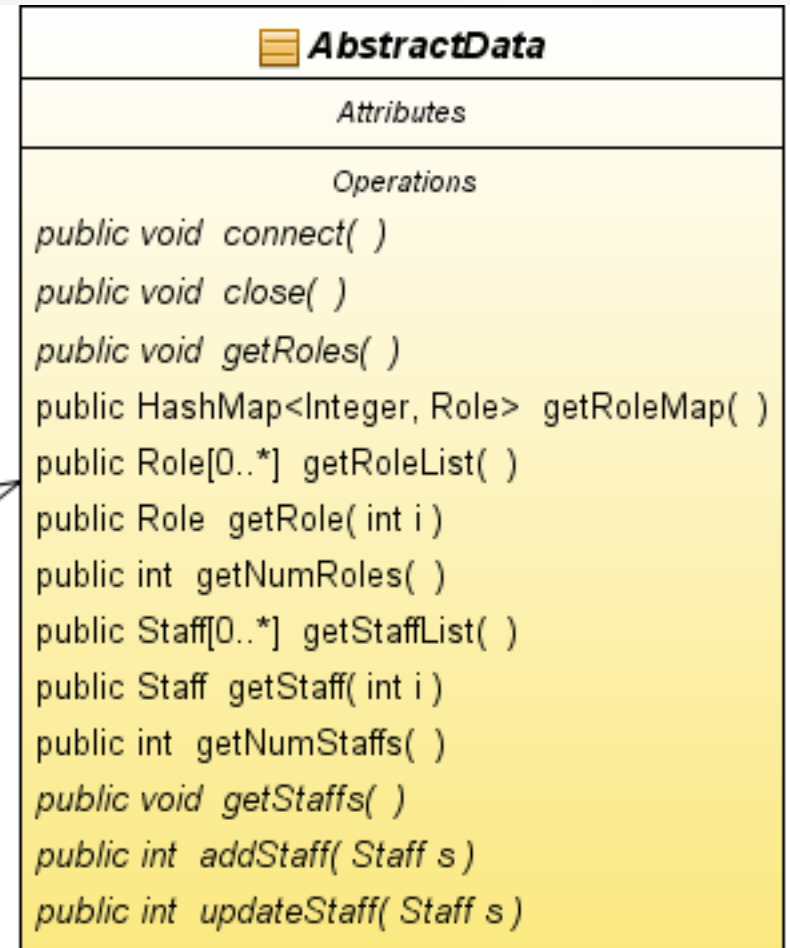 AbstractData
Attributes
Operations
public void connect( )
public void close( )
public void getRoles( )
public HashMap<Integer, Role> getRoleMap( )
public Role[0..*] getRoleList( )
public Role getRole( int i )
public int getNumRoles( )
public Staff[0..*] getStaffList( )
public Staff getStaff( int i )
public int getNumStaffs( )
public void getStaffs( )
public int addStaff( Staff s )
public int updateStaff( Staff s )